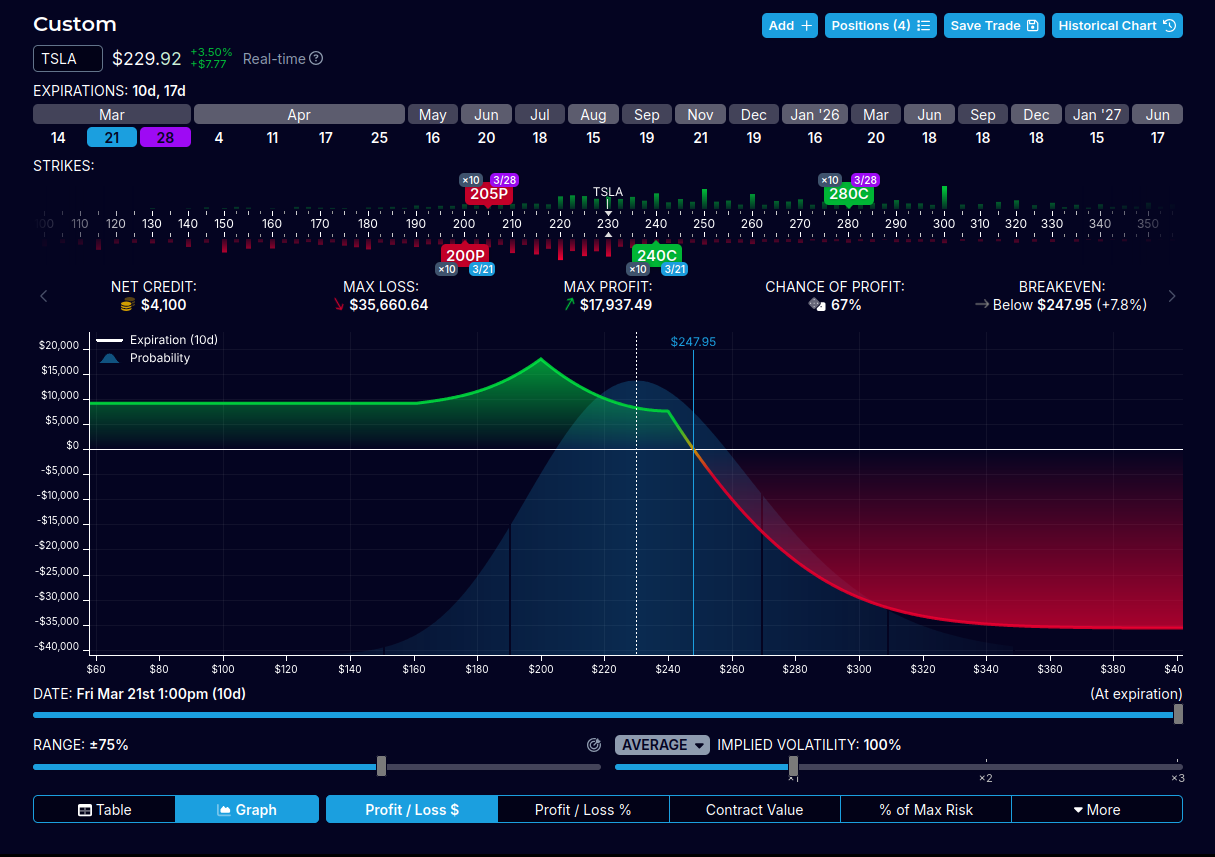 Custom
Add + Positions (4) Save Trade Historical Chart
TSLA $229.92 +3.50% +$7.77 Real-time ?
EXPIRATIONS: 10d, 17d
Mar Apr May Jun Jul Aug Sep Nov Dec Jan '26 Mar Jun Sep Dec Jan '27 Jun
14 21 28 4 11 17 25 16 20 18 15 19 21 19 16 20 18 18 18 15 17
STRIKES:
×10 3/28 ×10 3/28
205P TSLA 280C
100 110 120 130 140 150 160 170 180 190 200 210 220 230 240 250 260 270 280 290 300 310 320 330 340 350
200P 240C
×10 3/21 ×10 3/21
NET CREDIT: MAX LOSS: MAX PROFIT: CHANCE OF PROFIT: BREAKEVEN:
$4,100 $35,660.64 $17,937.49 67% Below $247.95 (+7.8%)
Expiration (10d)
Probability
$247.95
$20,000
$15,000
$10,000
$5,000
$0
-$5,000
-$10,000
-$15,000
-$20,000
-$25,000
-$30,000
-$35,000
-$40,000
$60 $80 $100 $120 $140 $160 $180 $200 $220 $240 $260 $280 $300 $320 $340 $360 $380 $40
DATE: Fri Mar 21st 1:00pm (10d) (At expiration)
RANGE: ±75% AVERAGE IMPLIED VOLATILITY: 100%
×1 ×2 ×3
Table Graph Profit / Loss $ Profit / Loss % Contract Value % of Max Risk More